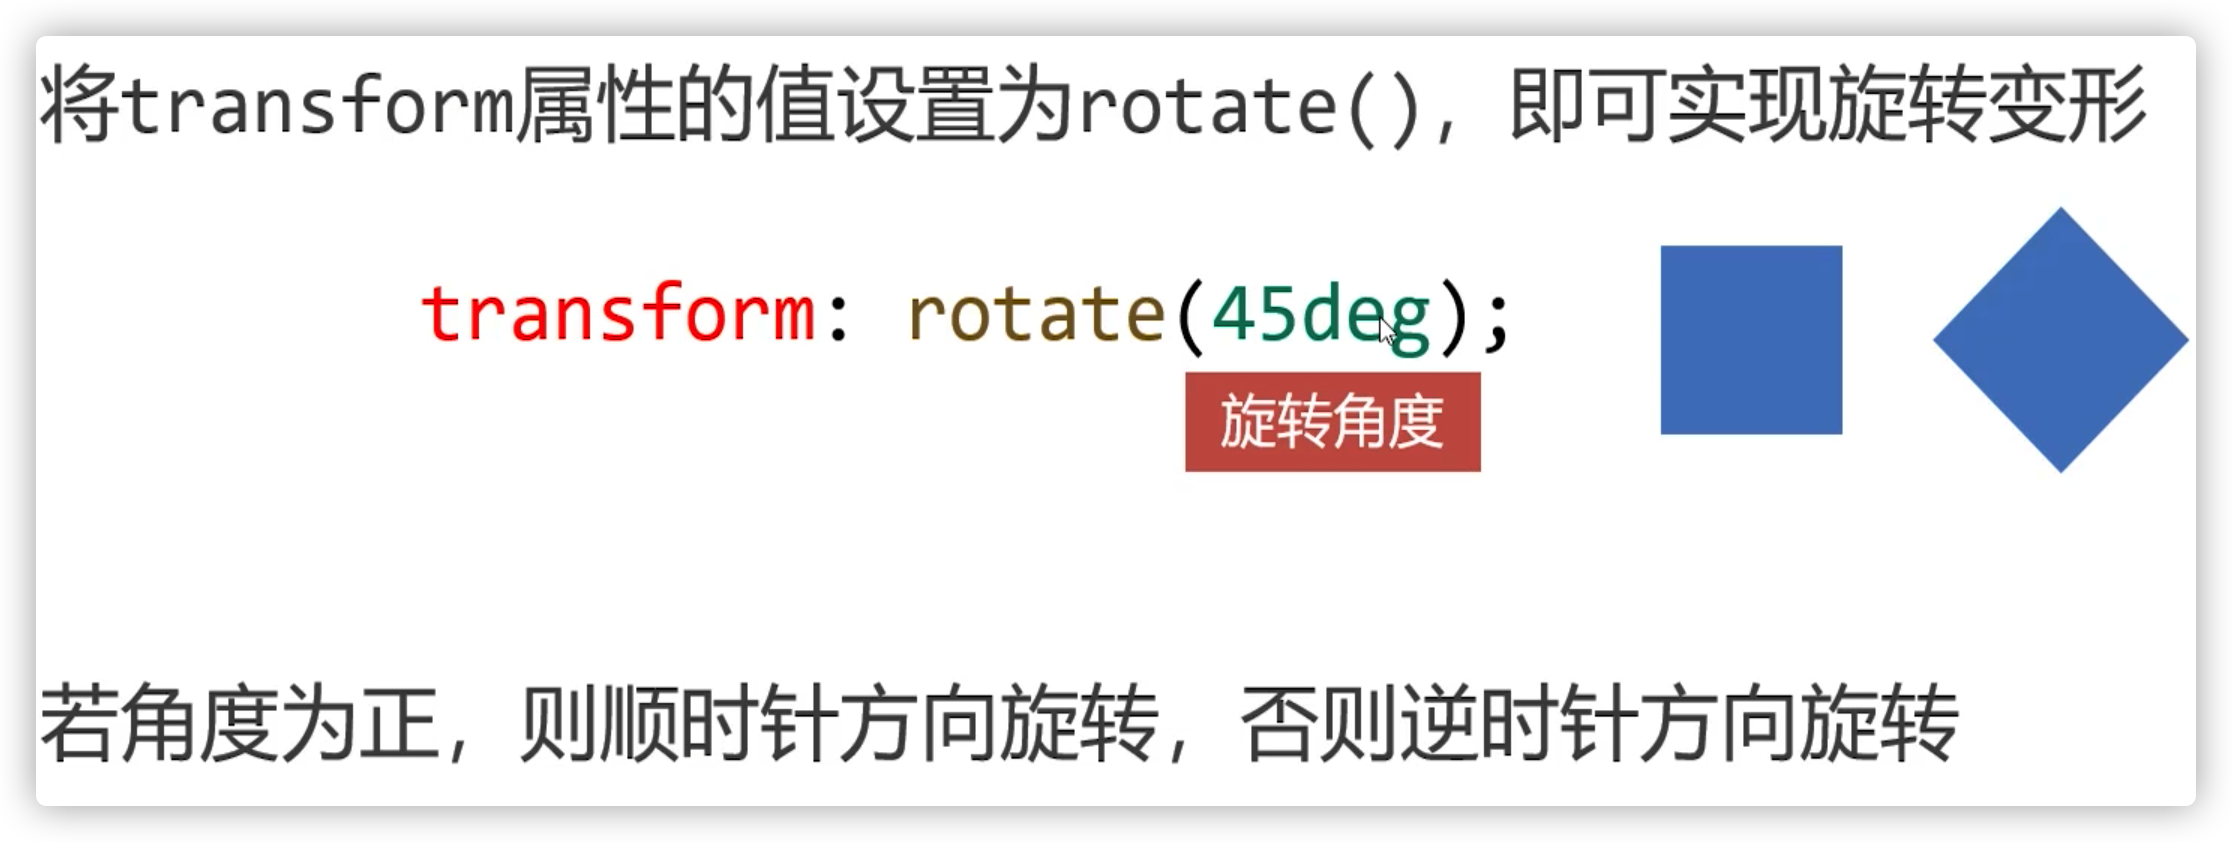 将transform属性的值设置为rotate()，即可实现旋转变形
transform: rotate(45deg);
旋转角度
若角度为正，则顺时针方向旋转，否则逆时针方向旋转